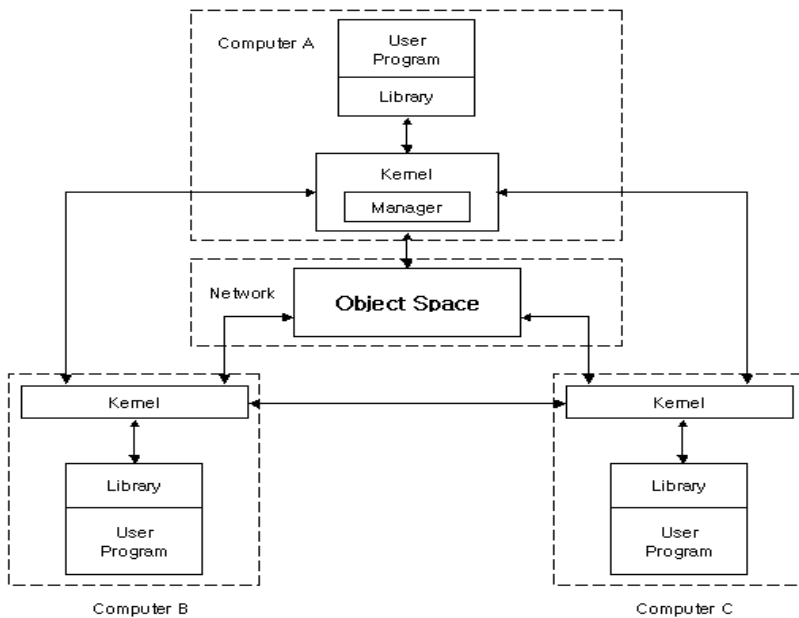 Computer A
User
Program
Library
Kernel
Manager
Network
Object Space
Kernel
Kernel
Library
User
Program
Library
User
Program
Computer B
Computer C